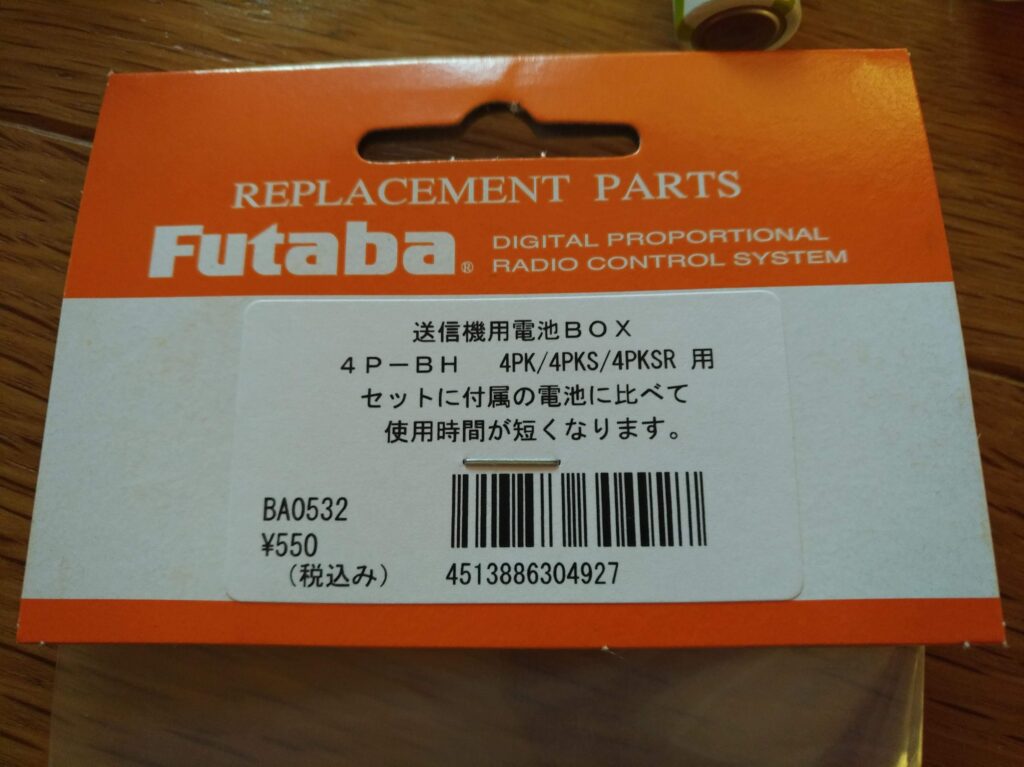 REPLACEMENT PARTS
Futaba® DIGITAL PROPORTIONAL
RADIO CONTROL SYSTEM
送信機用電池BOX
4P－BH 4PK/4PKS/4PKSR 用
セットに付属の電池に比べて
使用時間が短くなります。
BA0532
¥550
（税込み）
4513886304927